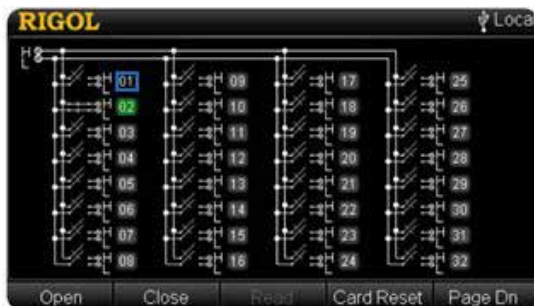 RIGOL Loca
H
L
01 09 17 25
02 10 18 26
03 11 19 27
04 12 20 28
05 13 21 29
06 14 22 30
07 15 23 31
08 16 24 32
Open Close Read Card Reset Page Dn